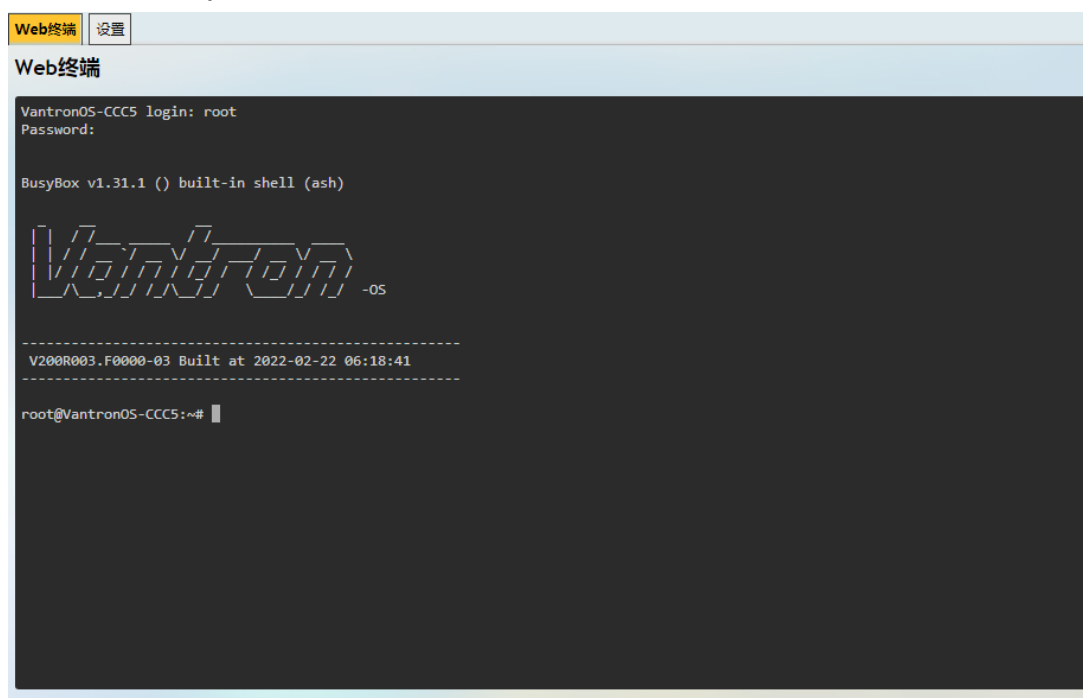 Web终端 设置
Web终端
VantronOS-CCC5 login: root
Password:
BusyBox v1.31.1 () built-in shell (ash)
Vantron -OS
---------------------------------------------------
V200R003.F0000-03 Built at 2022-02-22 06:18:41
---------------------------------------------------
root@VantronOS-CCC5:~#